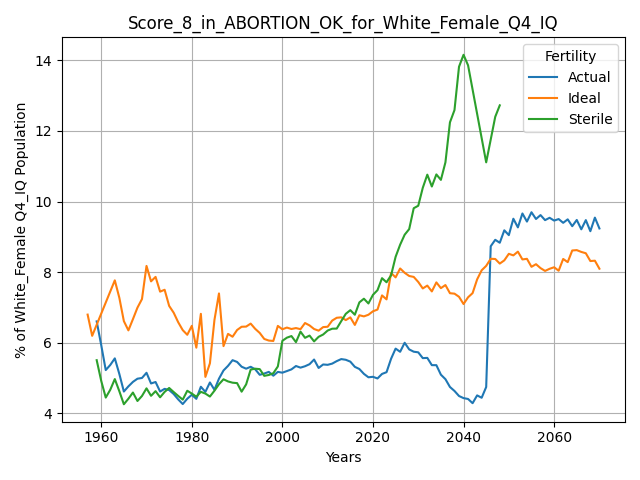 Score_8_in_ABORTION_OK_for_White_Female_Q4_IQ
% of White_Female Q4_IQ Population
14
12
10
8
6
4
Fertility
Actual
Ideal
Sterile
1960 1980 2000 2020 2040 2060
Years